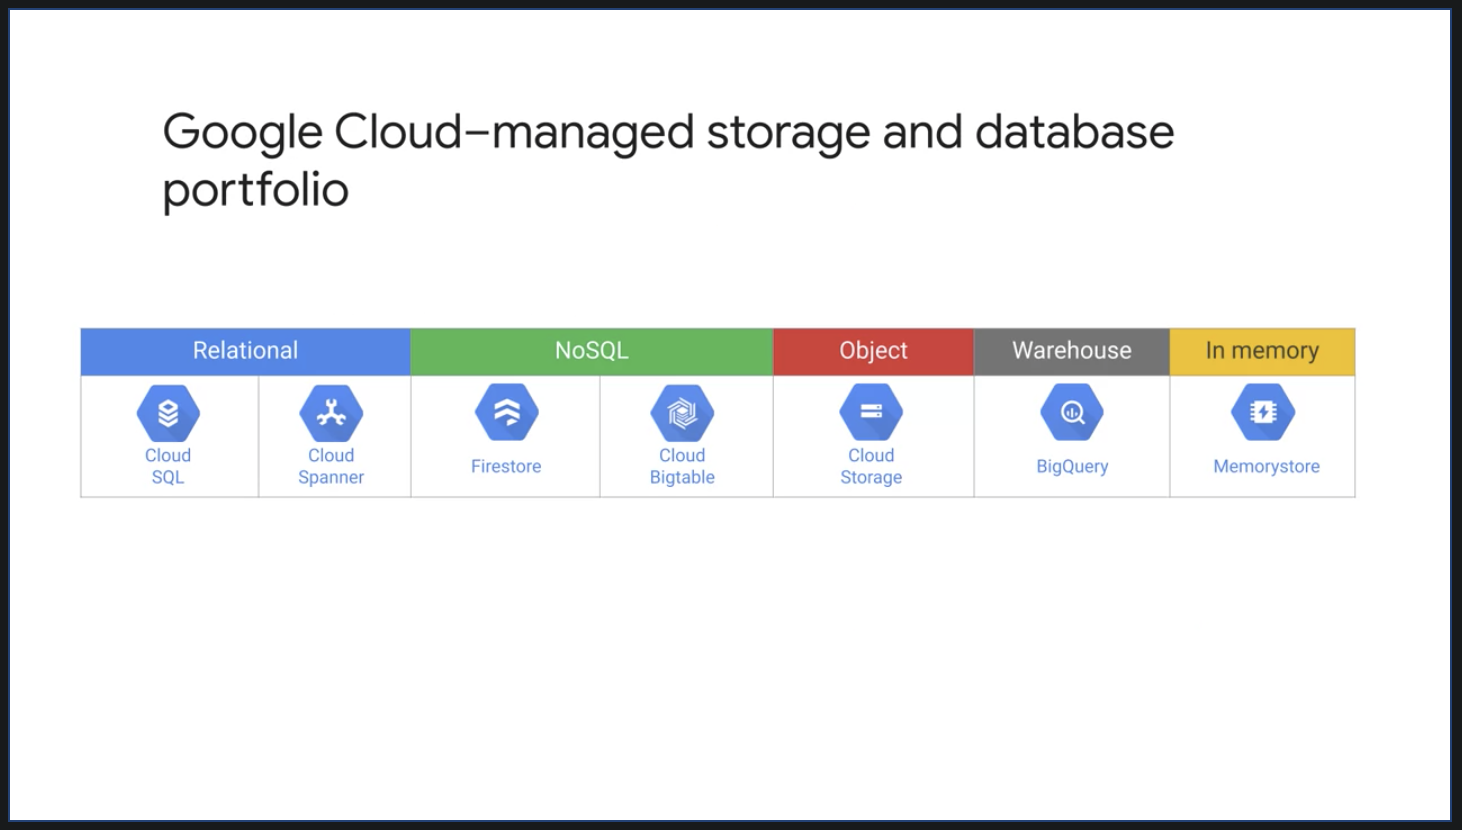 Google Cloud–managed storage and database
portfolio
Relational NoSQL Object Warehouse In memory
Cloud
SQL
Cloud
Spanner
Firestore
Cloud
Bigtable
Cloud
Storage
BigQuery
Memorystore